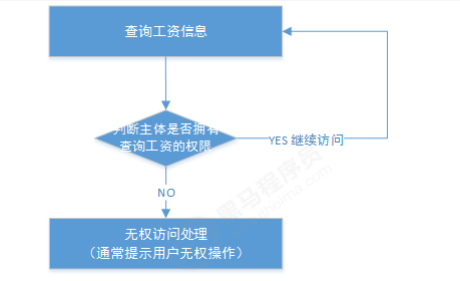 查询工资信息
判断主体是否拥有
查询工资的权限
YES 继续访问
NO
无权访问处理
（通常提示用户无权操作）
黑马程序员